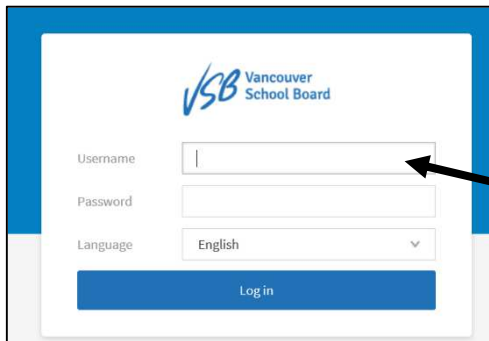 VSB Vancouver
School Board
Username
Password
Language English
Log in